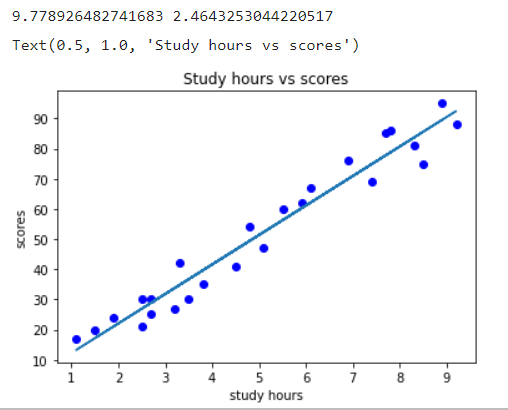 9.778926482741683 2.4643253044220517
Text(0.5, 1.0, 'Study hours vs scores')
Study hours vs scores
90
80
70
60
50
40
30
20
10
scores
1 2 3 4 5 6 7 8 9
study hours